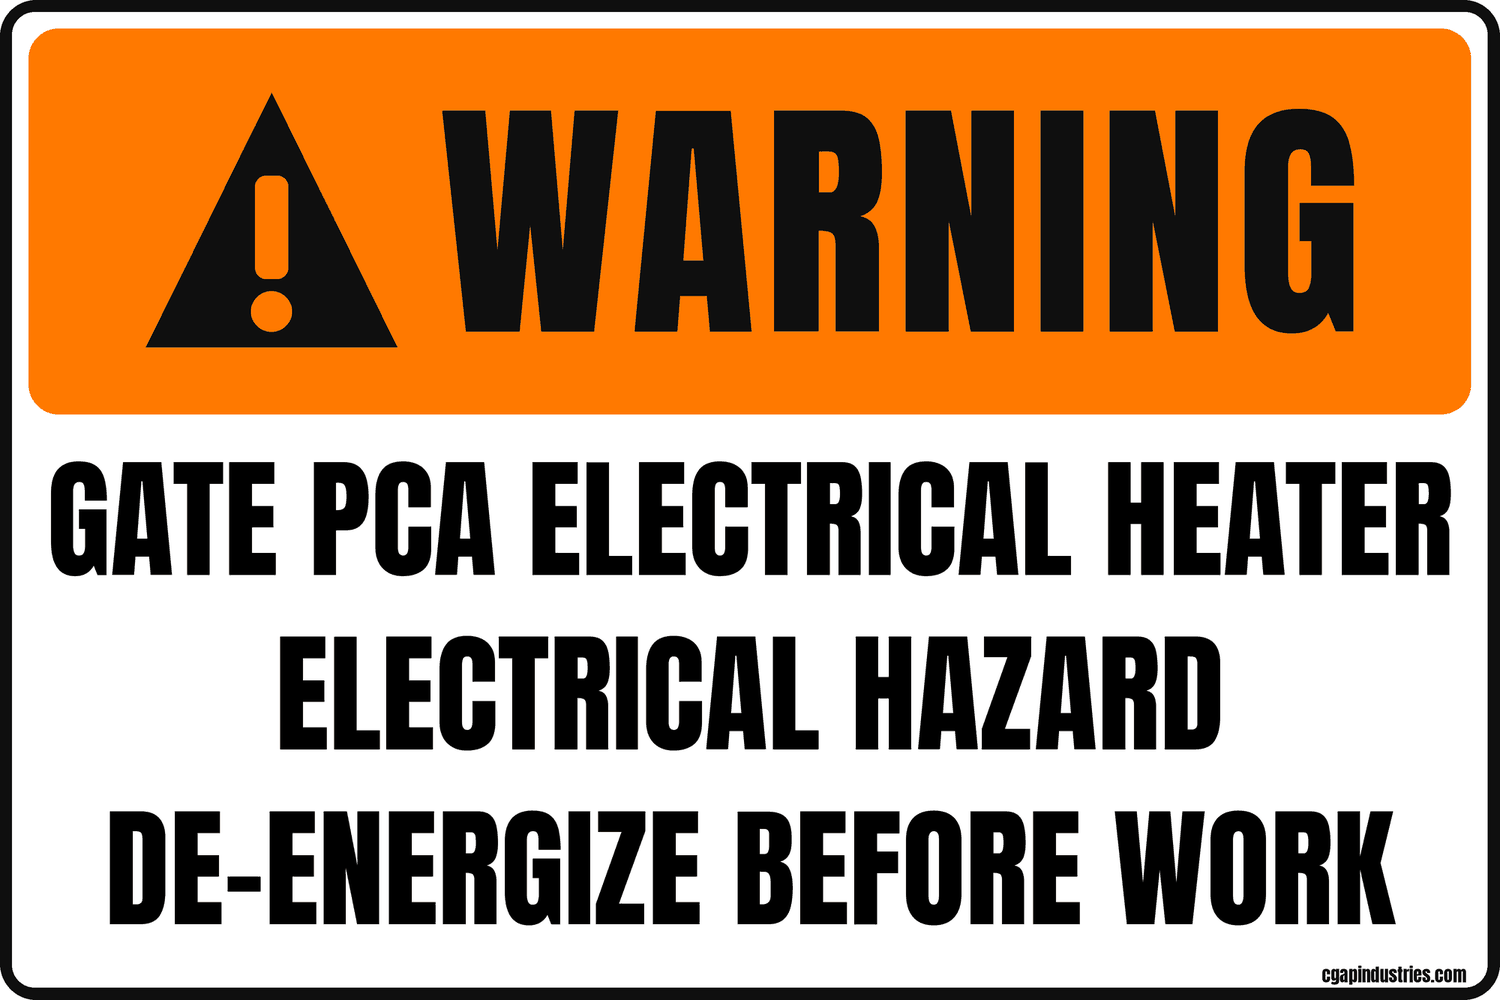 WARNING
GATE PCA ELECTRICAL HEATER
ELECTRICAL HAZARD
DE-ENERGIZE BEFORE WORK
cgapindustries.com